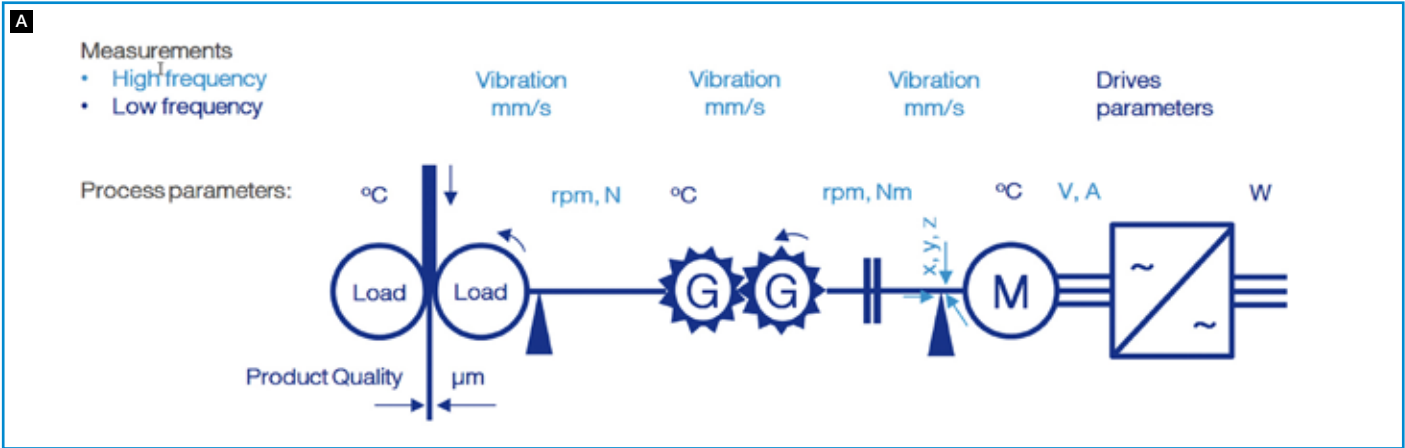 A
Measurements
• High frequency
• Low frequency
Vibration
mm/s
Vibration
mm/s
Vibration
mm/s
Drives
parameters
Process parameters:
ºC
rpm, N
ºC
rpm, Nm
ºC
V, A
W
x, y, z
Load
Load
G
G
M
~
~
Product Quality
µm